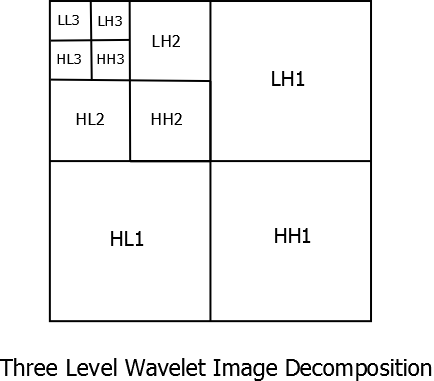 LL3 LH3
LH2
HL3 HH3
LH1
HL2 HH2
HL1 HH1
Three Level Wavelet Image Decomposition